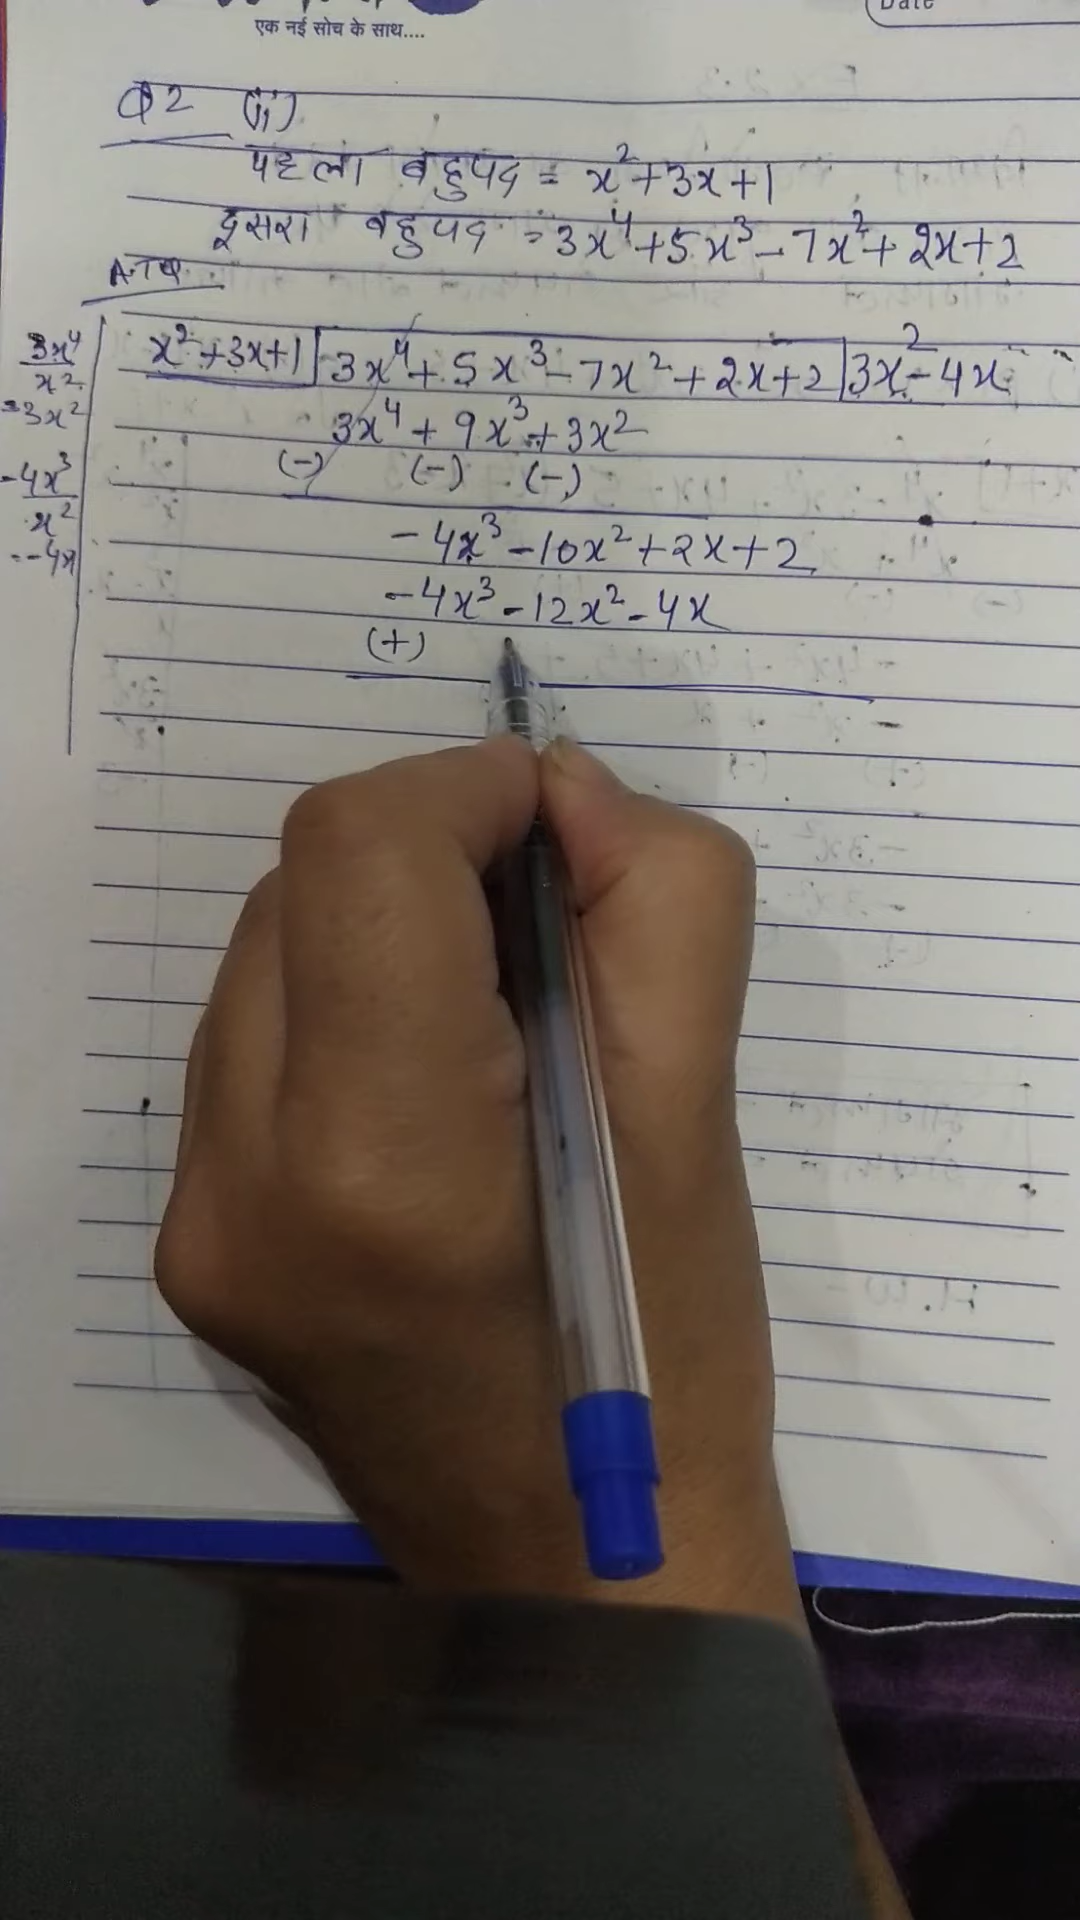 एक नई सोच के साथ....
Date
Q2 (ii)
पहला बहुपद = x²+3x+1
दूसरा बहुपद = 3x⁴+5x³-7x²+2x+2
A.T.Q.
3x⁴/x² = 3x²
-4x³/x² = -4x
x²+3x+1 3x⁴+5x³-7x²+2x+2 3x²-4x
3x⁴+9x³+3x²
(-) (-) (-)
-4x³-10x²+2x+2
-4x³-12x²-4x
(+)